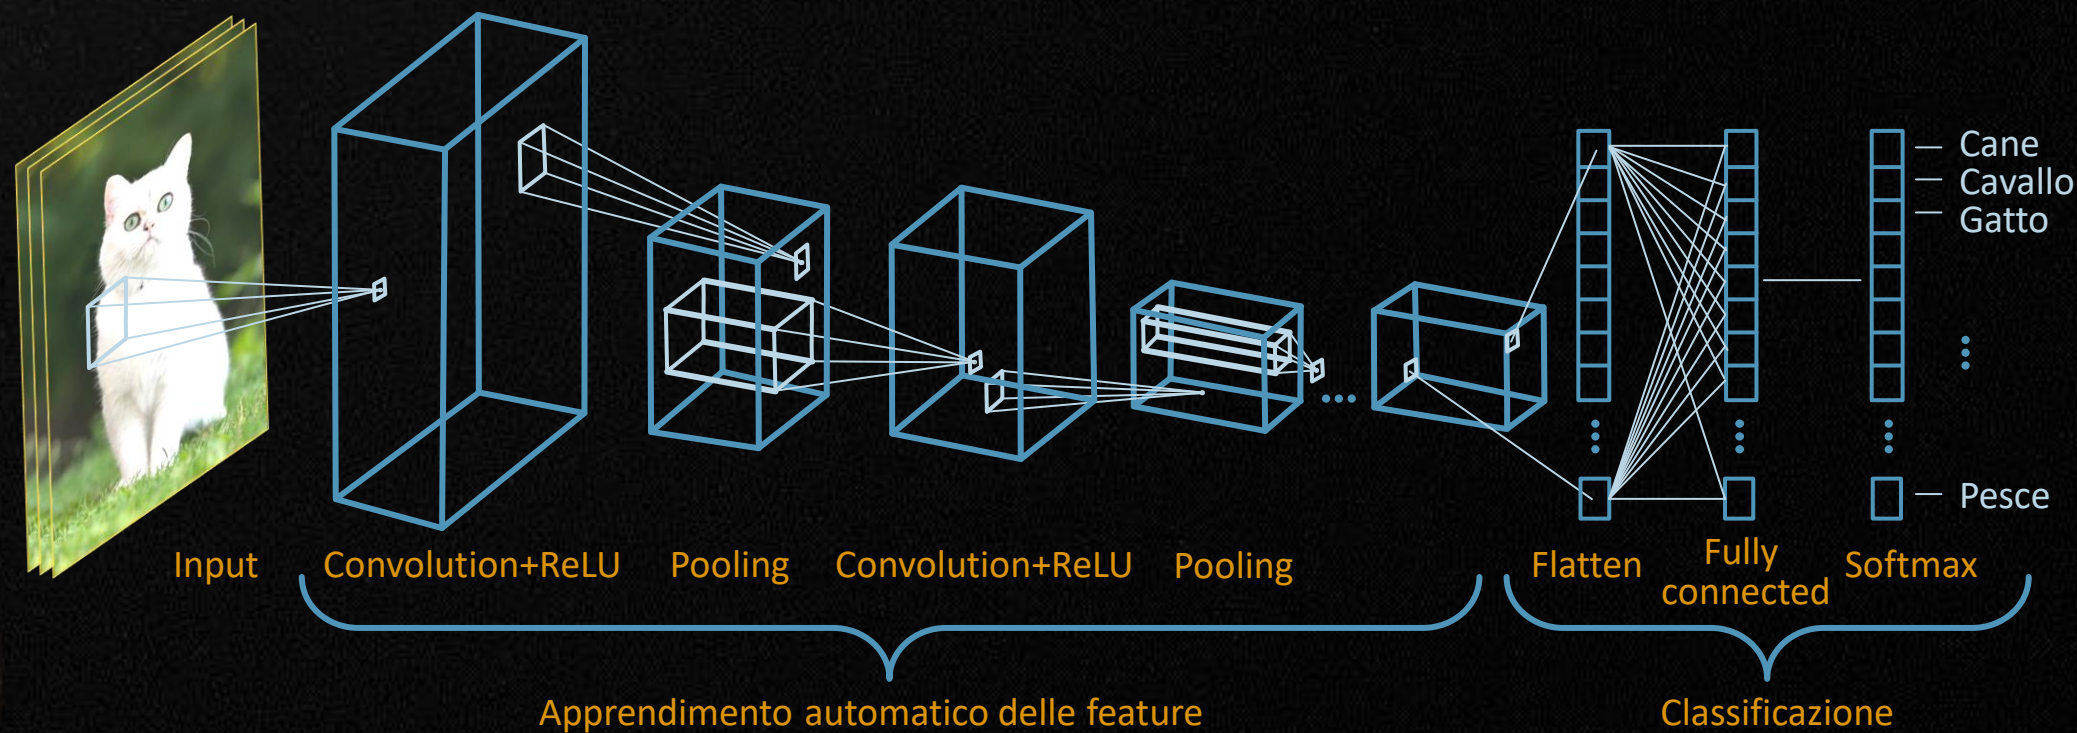 Cane
Cavallo
Gatto
Pesce
Input
Convolution+ReLU
Pooling
Convolution+ReLU
Pooling
Flatten
Fully
connected
Softmax
Apprendimento automatico delle feature
Classificazione